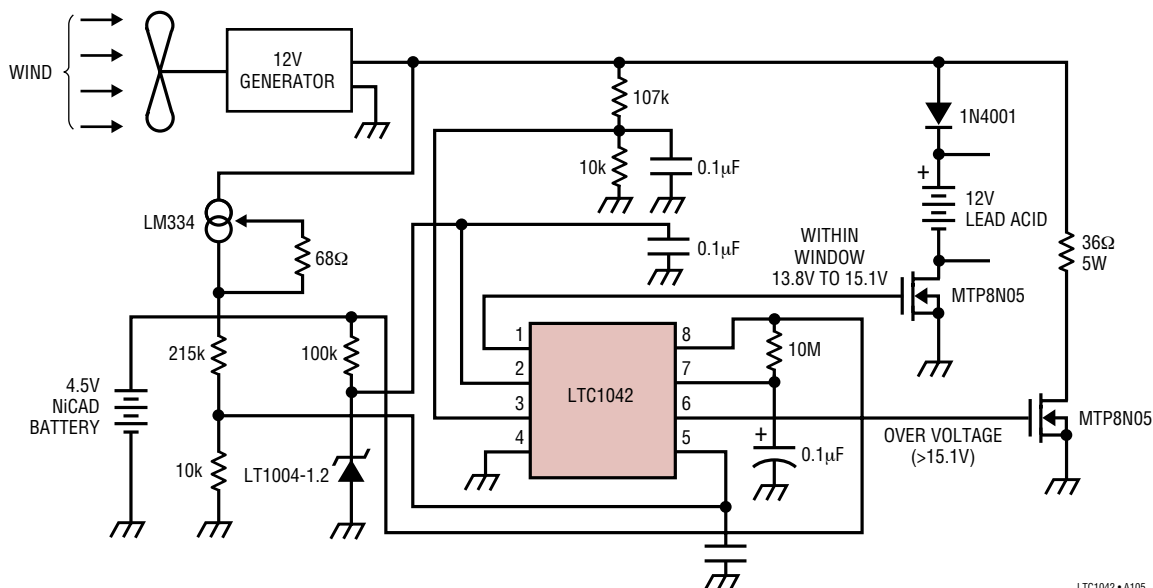 WIND
12V
GENERATOR
107k
10k
0.1µF
1N4001
+
12V
LEAD ACID
36Ω
5W
LM334
68Ω
0.1µF
WITHIN
WINDOW
13.8V TO 15.1V
MTP8N05
4.5V
NiCAD
BATTERY
215k
100k
10k
LT1004-1.2
1
2
3
4
LTC1042
8
7
6
5
10M
+
0.1µF
OVER VOLTAGE
(>15.1V)
MTP8N05
LTC1042 • A105